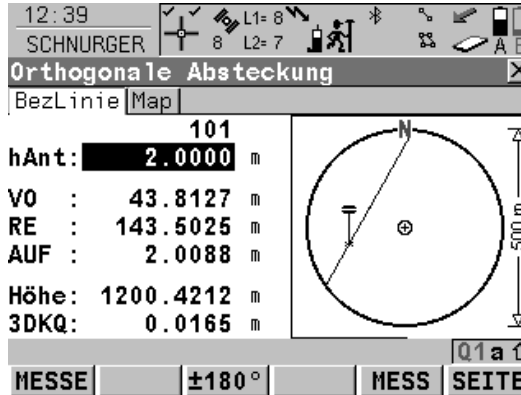 12:39
SCHNURGER
8
L1= 8
L2= 7
A
Orthogonale Absteckung
X
BezLinie
Map
101
hAnt: 2.0000 m
VO : 43.8127 m
RE : 143.5025 m
AUF : 2.0088 m
Höhe: 1200.4212 m
3DKQ: 0.0165 m
N
500 m
Q1 a
MESSE
±180°
MESS
SEITE